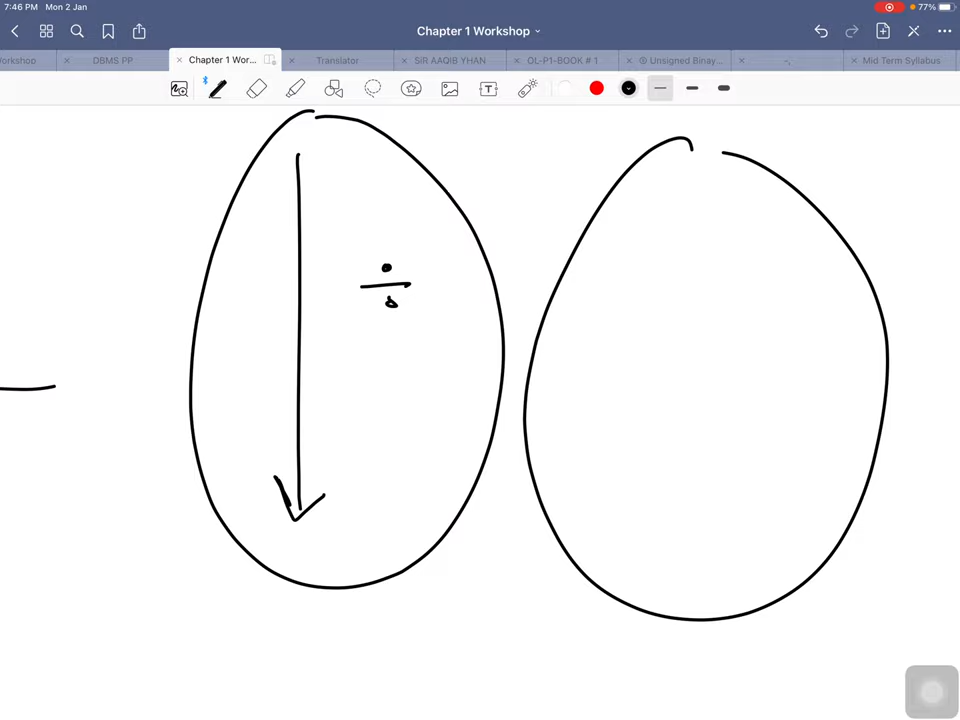 7:46 PM Mon 2 Jan
77%
Chapter 1 Workshop
orkshop
DBMS PP
Chapter 1 Wor...
Translator
SIR AAQIB YHAN
OL-P1-BOOK # 1
Unsigned Binay...
Mid Term Syllabus
T
÷